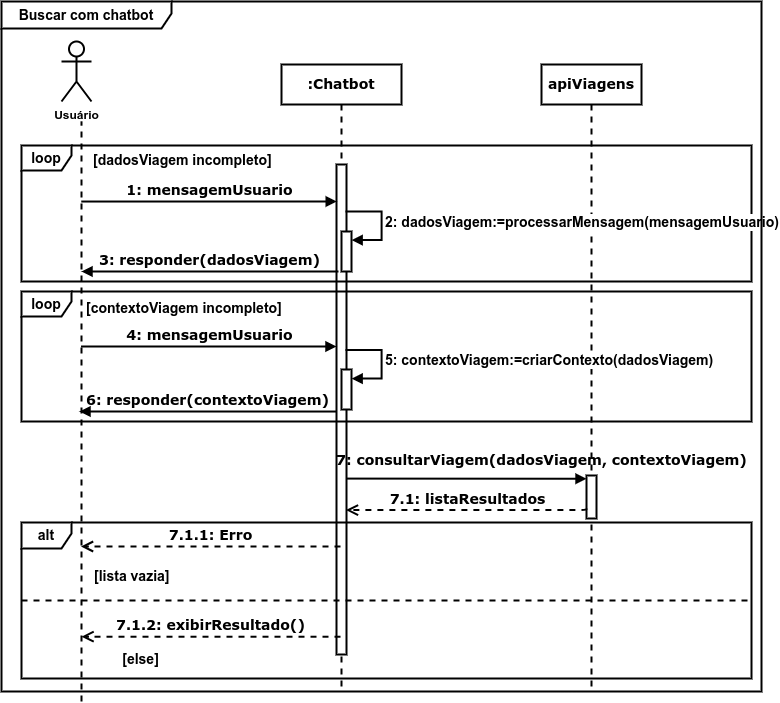 Buscar com chatbot
Usuário
:Chatbot
apiViagens
loop
[dadosViagem incompleto]
1: mensagemUsuario
2: dadosViagem:=processarMensagem(mensagemUsuario)
3: responder(dadosViagem)
loop
[contextoViagem incompleto]
4: mensagemUsuario
5: contextoViagem:=criarContexto(dadosViagem)
6: responder(contextoViagem)
7: consultarViagem(dadosViagem, contextoViagem)
7.1: listaResultados
alt
7.1.1: Erro
[lista vazia]
7.1.2: exibirResultado()
[else]